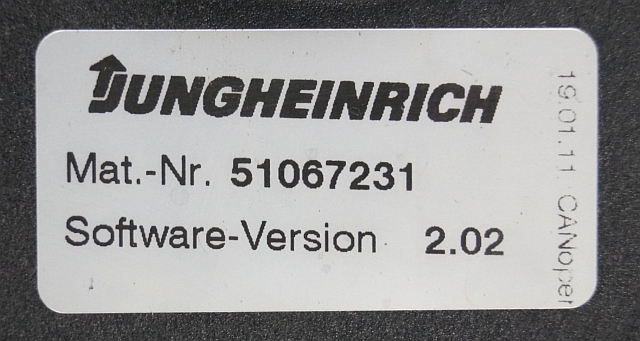 JUNGHEINRICH
Mat.-Nr. 51067231
Software-Version 2.02
19.01.11 CANoper